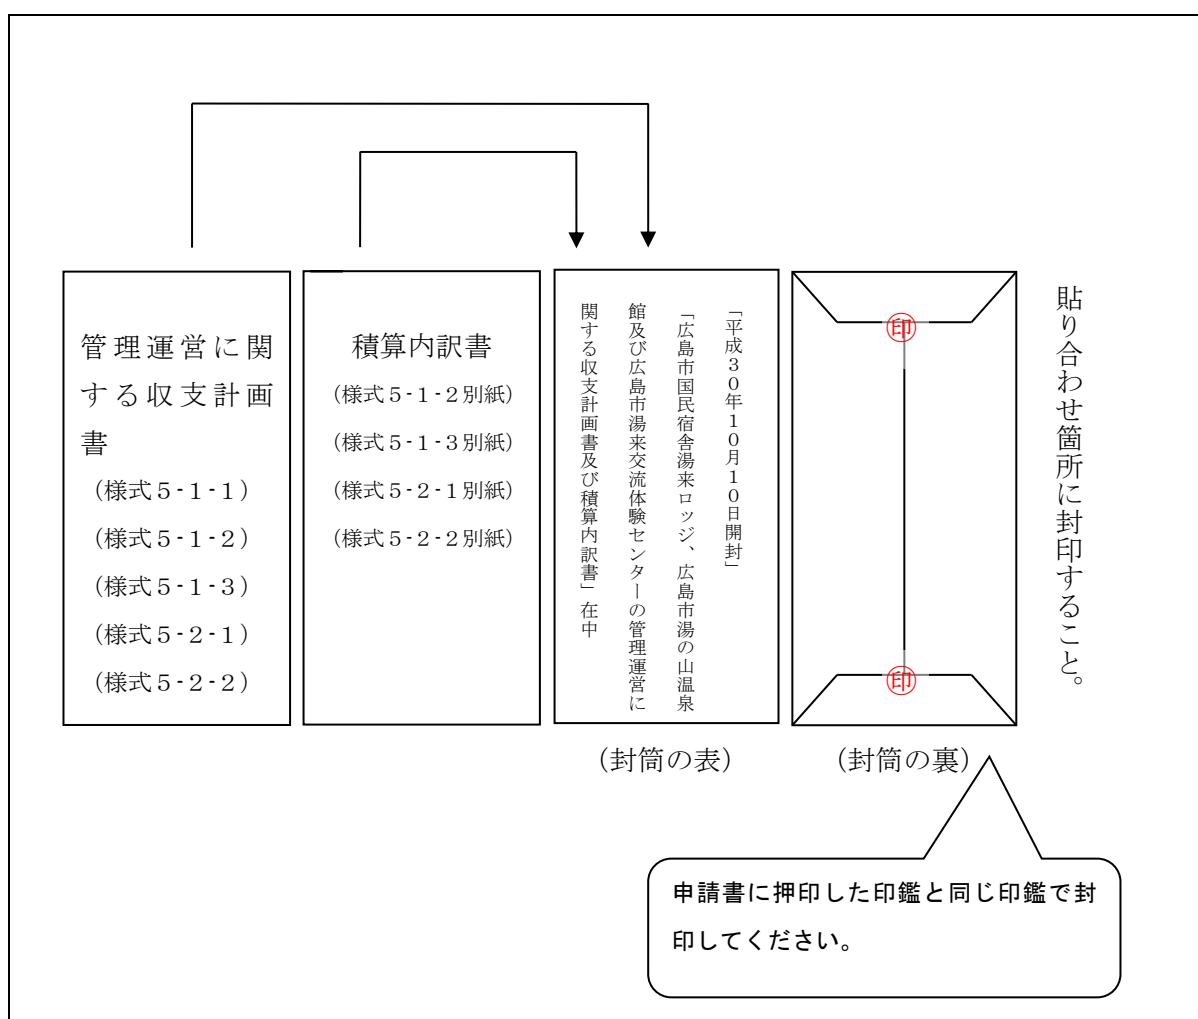 管理運営に関
する収支計画
書
（様式５-１-１）
（様式５-１-２）
（様式５-１-３）
（様式５-２-１）
（様式５-２-２）
積算内訳書
（様式５-１-２別紙）
（様式５-１-３別紙）
（様式５-２-１別紙）
（様式５-２-２別紙）
「平成３０年１０月１０日開封」
「広島市国民宿舎湯来ロッジ、広島市湯の山温泉
館及び広島市湯来交流体験センターの管理運営に
関する収支計画書及び積算内訳書」在中
（封筒の表）
印
印
（封筒の裏）
貼り合わせ箇所に封印すること。
申請書に押印した印鑑と同じ印鑑で封
印してください。